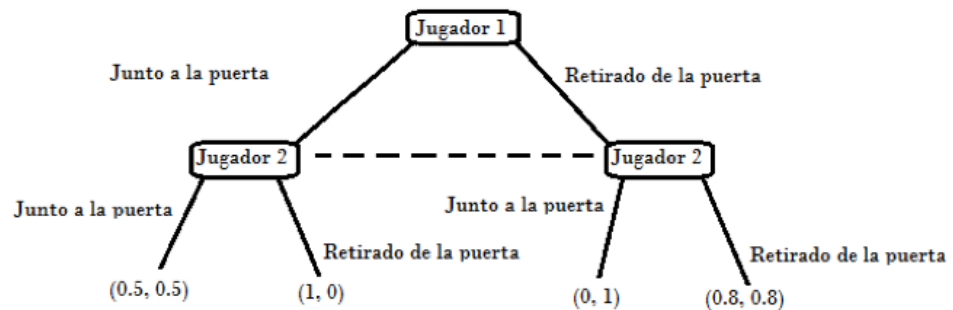 Jugador 1
Junto a la puerta
Retirado de la puerta
Jugador 2
Jugador 2
Junto a la puerta
Retirado de la puerta
Junto a la puerta
Retirado de la puerta
(0.5, 0.5)
(1, 0)
(0, 1)
(0.8, 0.8)